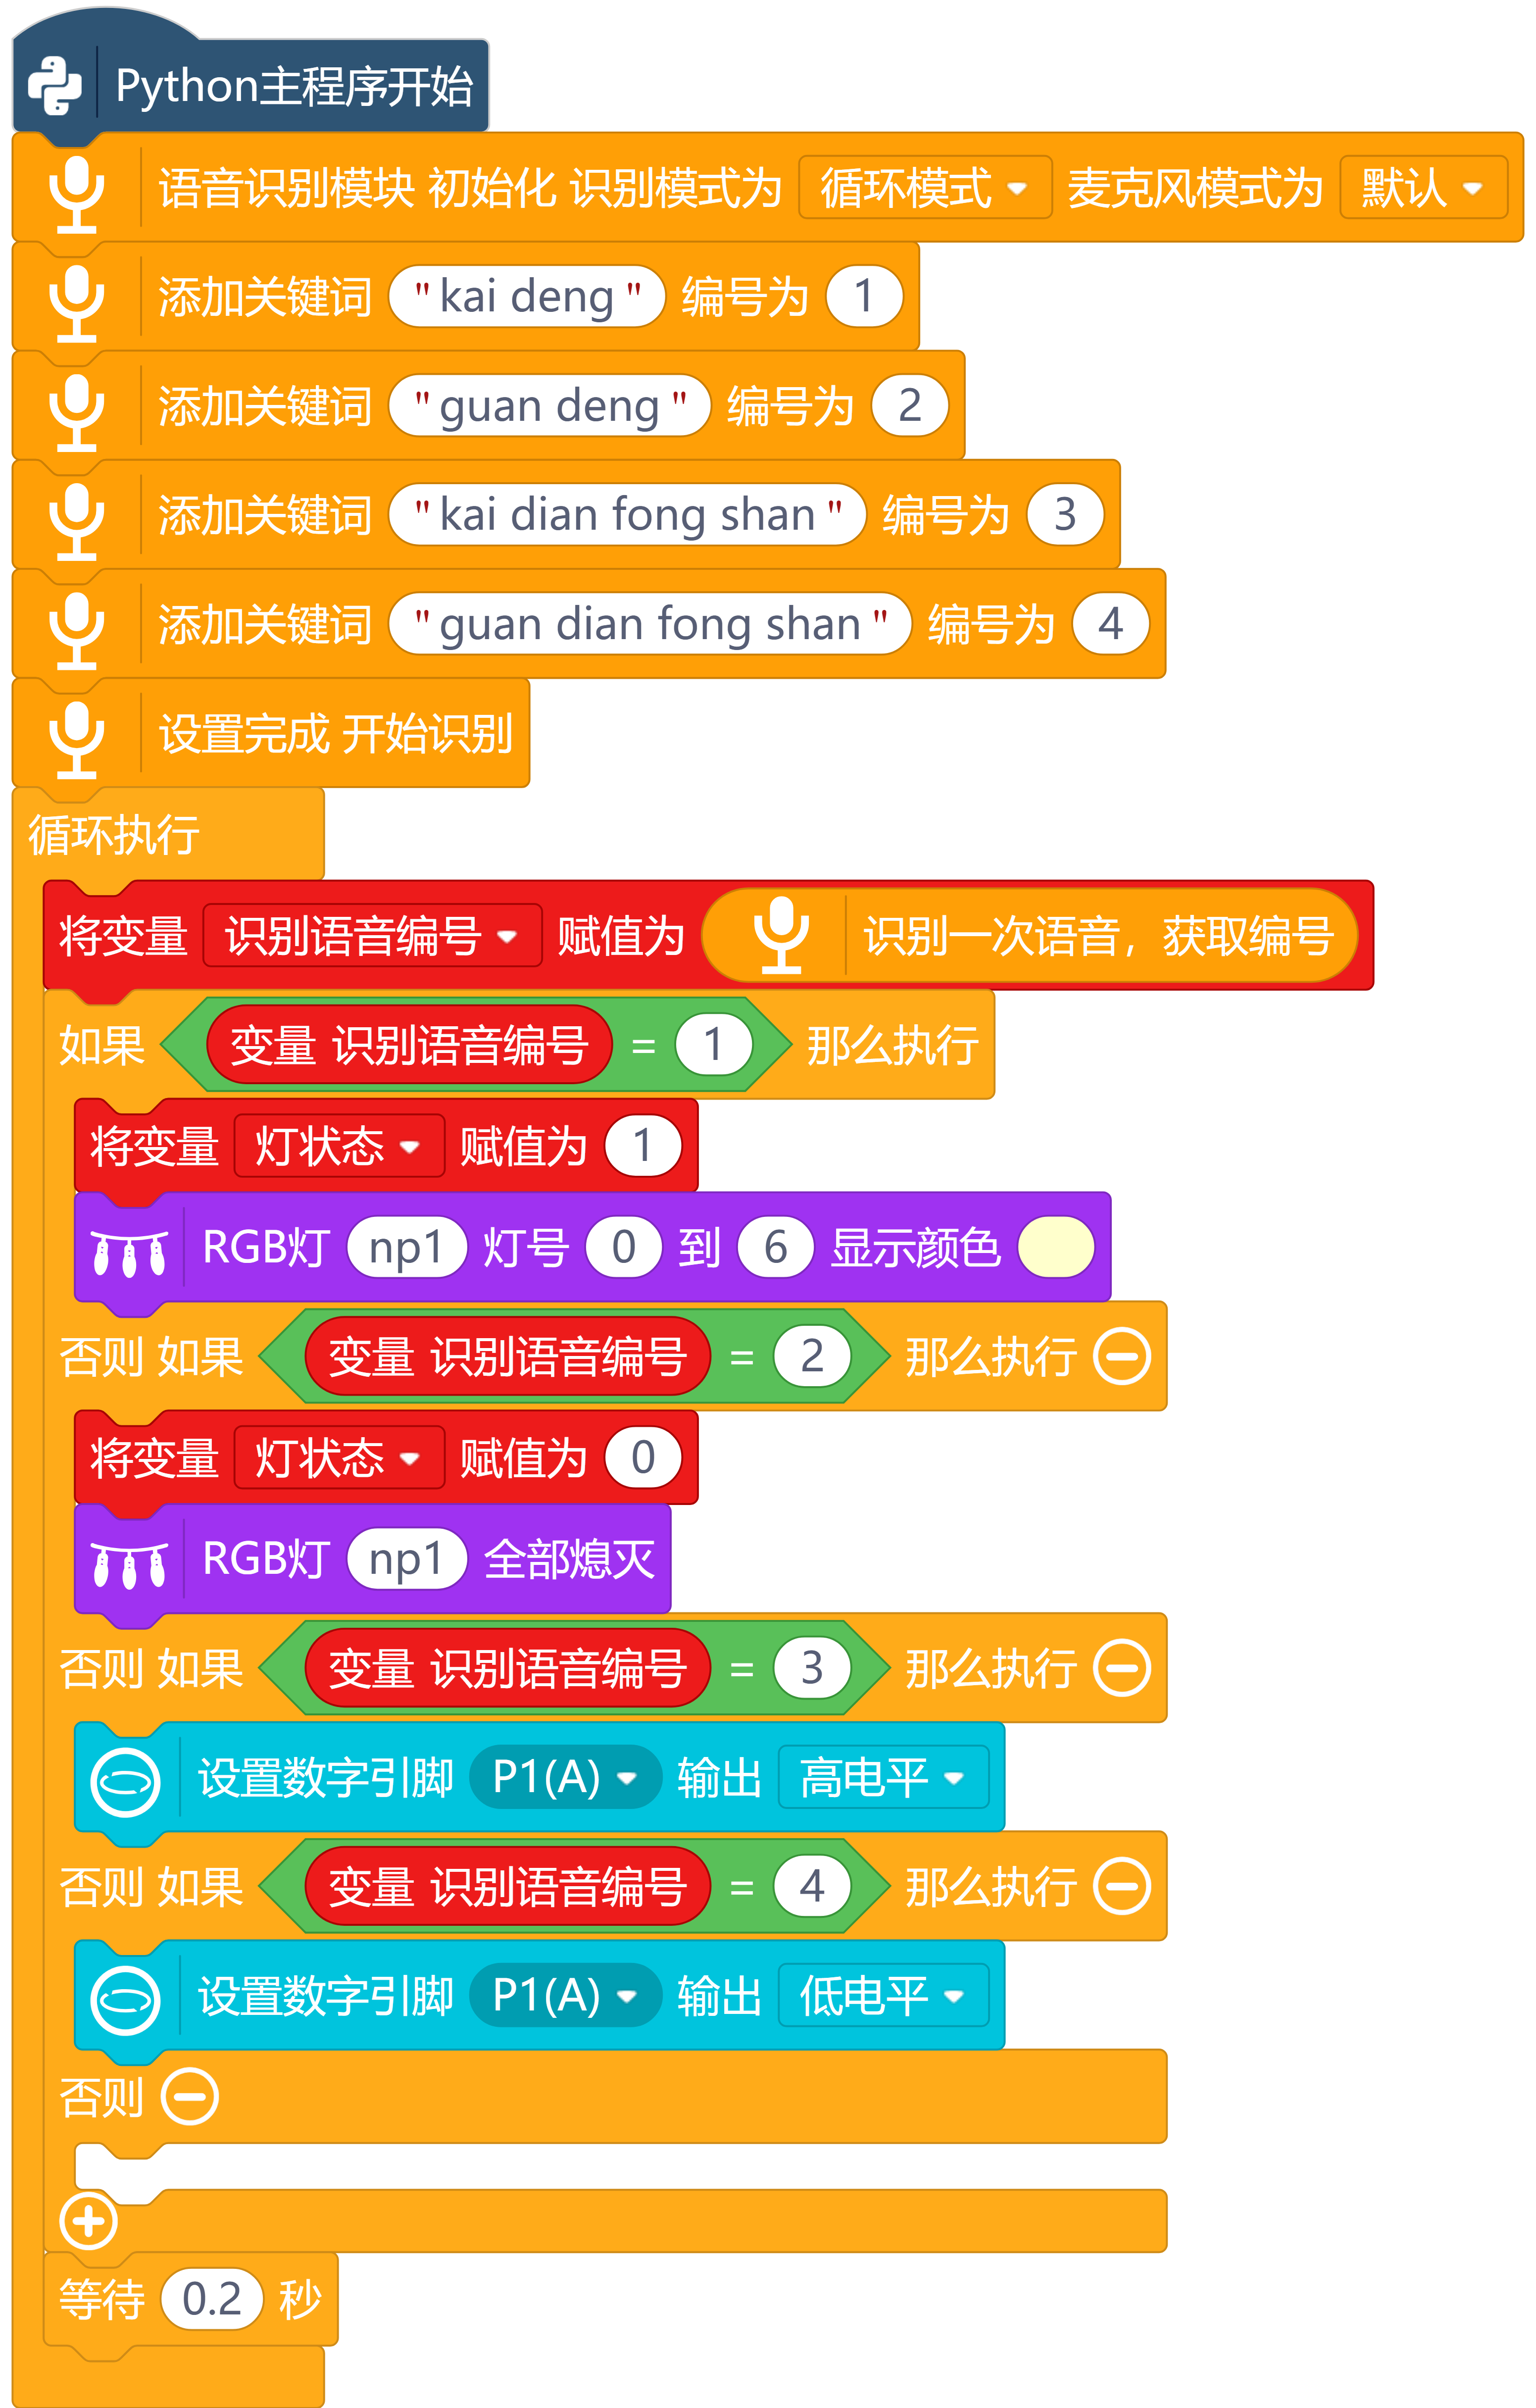 Python主程序开始
语音识别模块 初始化 识别模式为 循环模式 麦克风模式为 默认
添加关键词 "kai deng" 编号为 1
添加关键词 "guan deng" 编号为 2
添加关键词 "kai dian fong shan" 编号为 3
添加关键词 "guan dian fong shan" 编号为 4
设置完成 开始识别
循环执行
将变量 识别语音编号 赋值为 识别一次语音，获取编号
如果 变量 识别语音编号 = 1 那么执行
将变量 灯状态 赋值为 1
RGB灯 np1 灯号 0 到 6 显示颜色
否则 如果 变量 识别语音编号 = 2 那么执行
将变量 灯状态 赋值为 0
RGB灯 np1 全部熄灭
否则 如果 变量 识别语音编号 = 3 那么执行
设置数字引脚 P1(A) 输出 高电平
否则 如果 变量 识别语音编号 = 4 那么执行
设置数字引脚 P1(A) 输出 低电平
否则
等待 0.2 秒